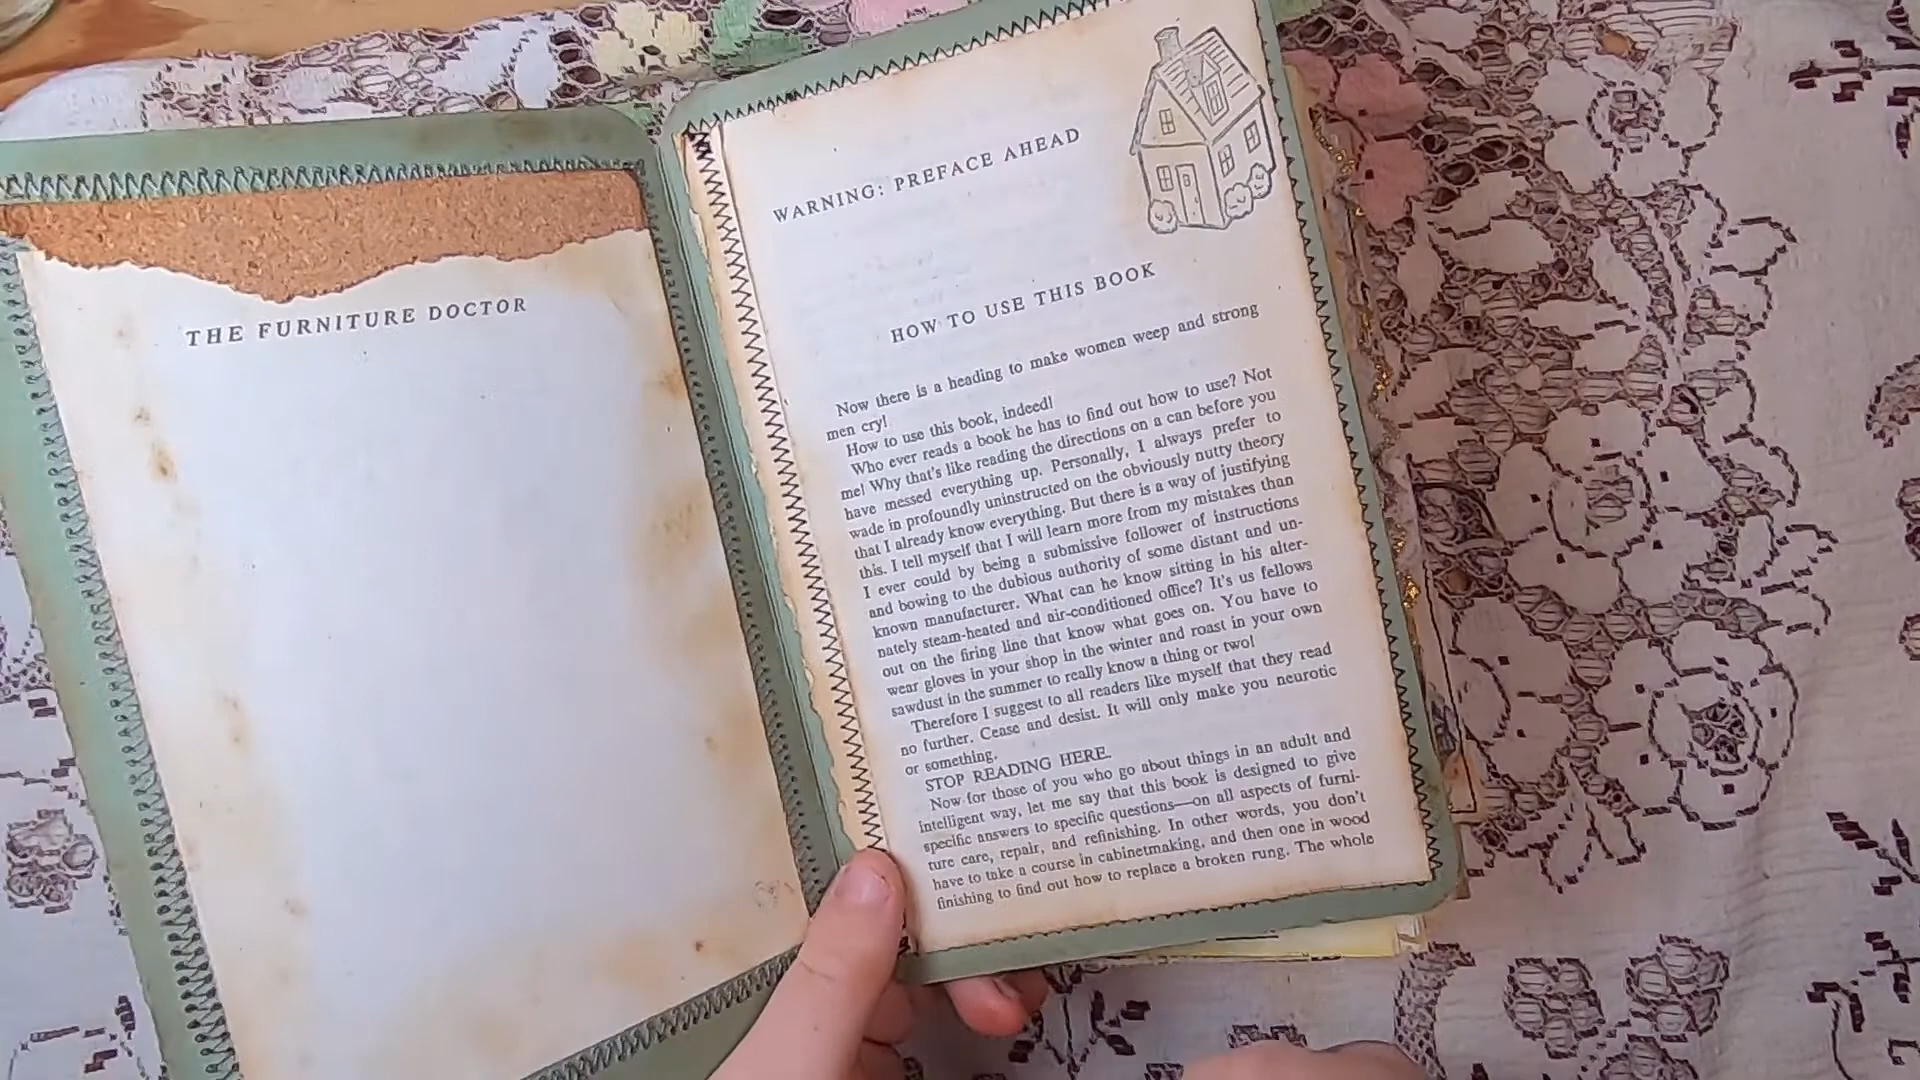 THE FURNITURE DOCTOR
WARNING: PREFACE AHEAD
HOW TO USE THIS BOOK
Now there is a heading to make women weep and strong
men cry!
How to use this book, indeed!
Who ever reads a book he has to find out how to use? Not
me! Why that's like reading the directions on a can before you
have messed everything up. Personally, I always prefer to
wade in profoundly uninstructed on the obviously nutty theory
that I already know everything. But there is a way of justifying
this. I tell myself that I will learn more from my mistakes than
I ever could by being a submissive follower of instructions
and bowing to the dubious authority of some distant and un-
known manufacturer. What can he know sitting in his alter-
nately steam-heated and air-conditioned office? It's us fellows
out on the firing line that know what goes on. You have to
wear gloves in your shop in the winter and roast in your own
sawdust in the summer to really know a thing or two!
Therefore I suggest to all readers like myself that they read
no further. Cease and desist. It will only make you neurotic
or something.
STOP READING HERE.
Now for those of you who go about things in an adult and
intelligent way, let me say that this book is designed to give
specific answers to specific questions—on all aspects of furni-
ture care, repair, and refinishing. In other words, you don't
have to take a course in cabinetmaking, and then one in wood
finishing to find out how to replace a broken rung. The whole